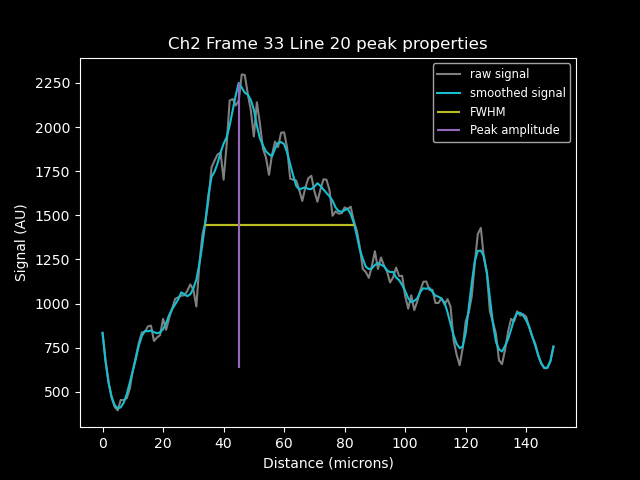 Ch2 Frame 33 Line 20 peak properties
raw signal
smoothed signal
FWHM
Peak amplitude
Signal (AU)
2250
2000
1750
1500
1250
1000
750
500
0 20 40 60 80 100 120 140
Distance (microns)